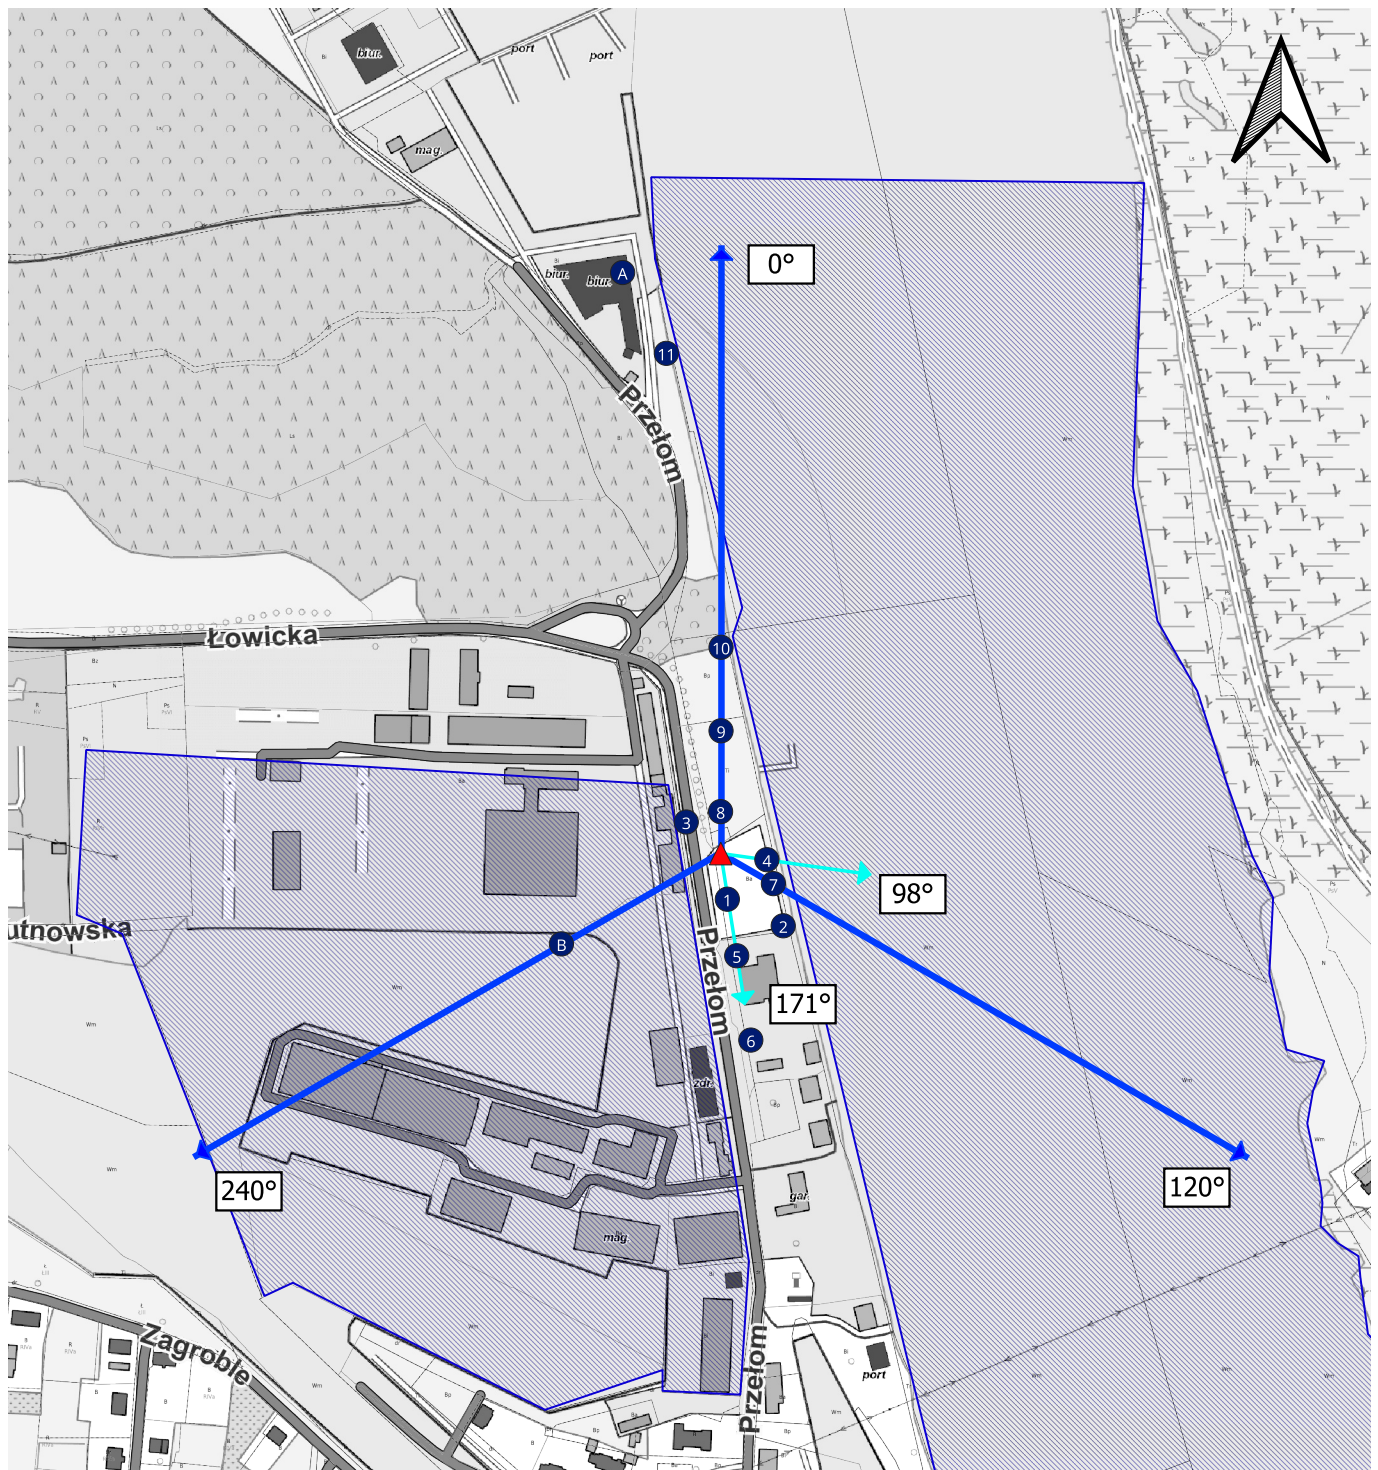 biur.
port
port
mag.
biur.
biur.
A
0°
11
Przełom
Łowicka
10
9
8
3
4
7
98°
1
2
utnowska
B
Przełom
5
171°
6
zdr.
240°
120°
gar.
mag.
Zagroble
Przełom
port